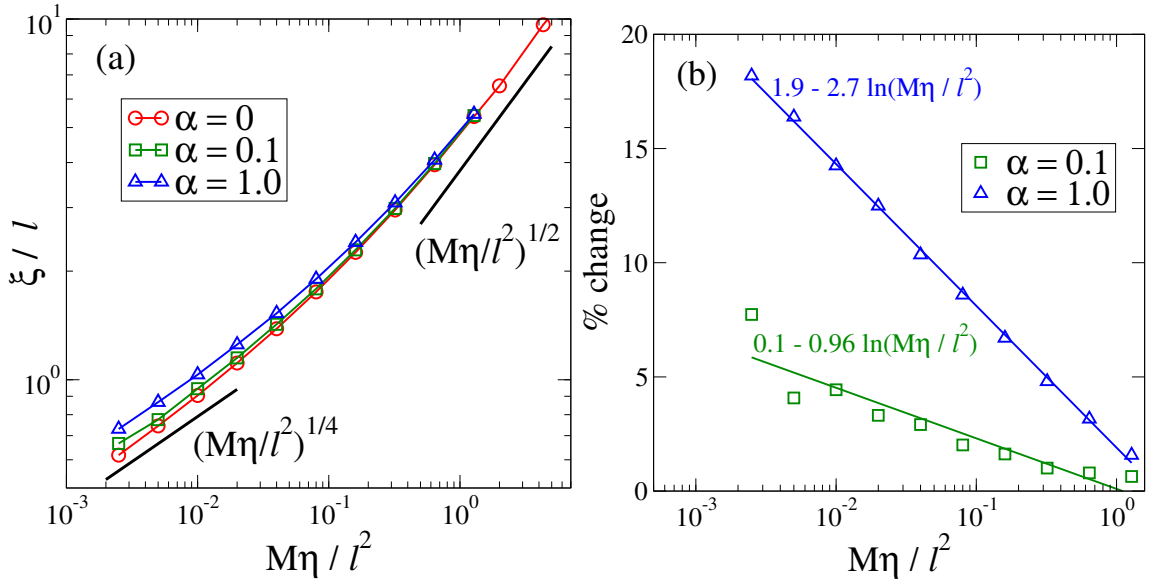 (a)
α = 0
α = 0.1
α = 1.0
(Mη/l²)^1/2
(Mη/l²)^1/4
10¹
10⁰
ξ / l
10⁻³ 10⁻² 10⁻¹ 10⁰
Mη / l²
(b)
1.9 - 2.7 ln(Mη / l²)
α = 0.1
α = 1.0
0.1 - 0.96 ln(Mη / l²)
20
15
10
5
0
% change
10⁻³ 10⁻² 10⁻¹ 10⁰
Mη / l²